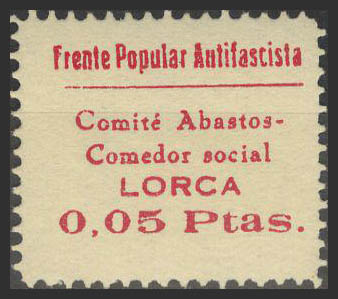 Frente Popular Antifascista
Comité Abastos-
Comedor social
LORCA
0,05 Ptas.